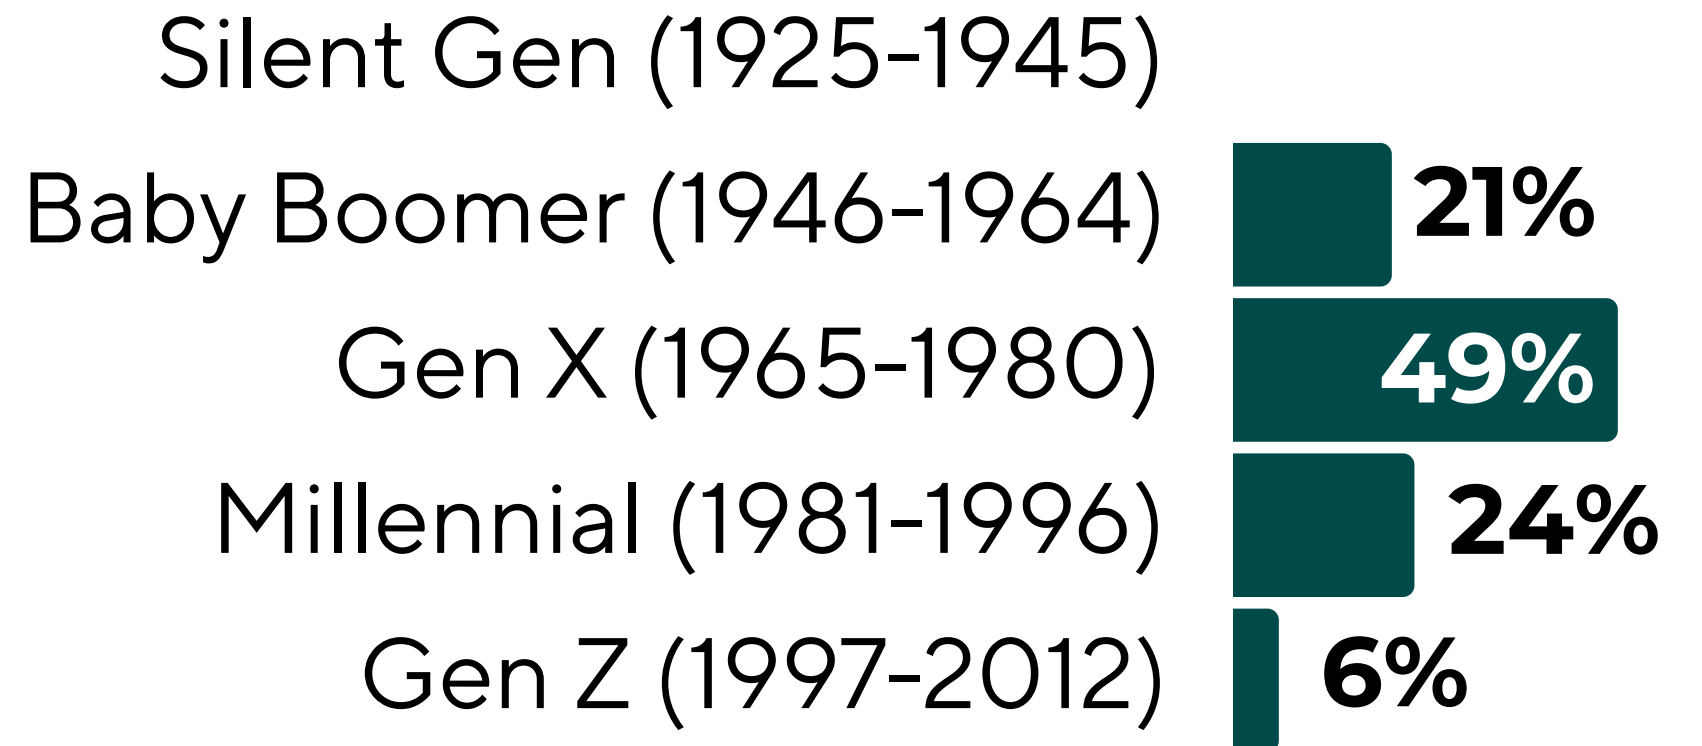 Silent Gen (1925-1945)
Baby Boomer (1946-1964) 21%
Gen X (1965-1980) 49%
Millennial (1981-1996) 24%
Gen Z (1997-2012) 6%